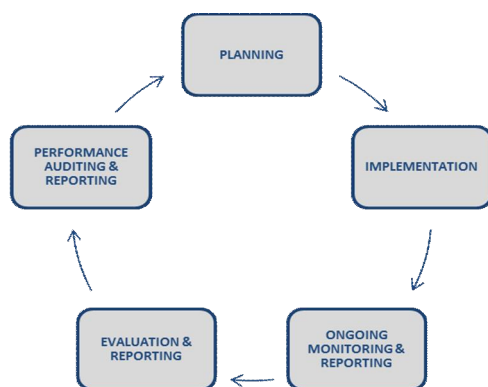 PLANNING
IMPLEMENTATION
ONGOING
MONITORING &
REPORTING
EVALUATION &
REPORTING
PERFORMANCE
AUDITING &
REPORTING